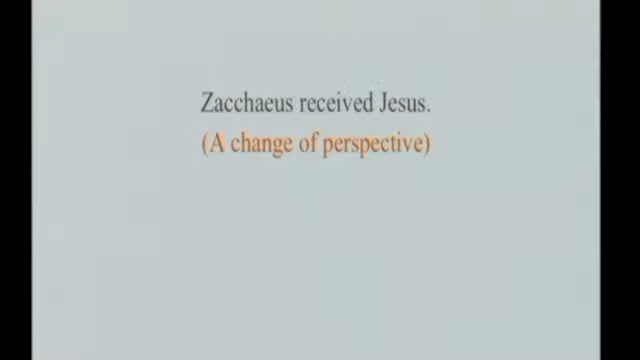 Zacchaeus received Jesus.
(A change of perspective)